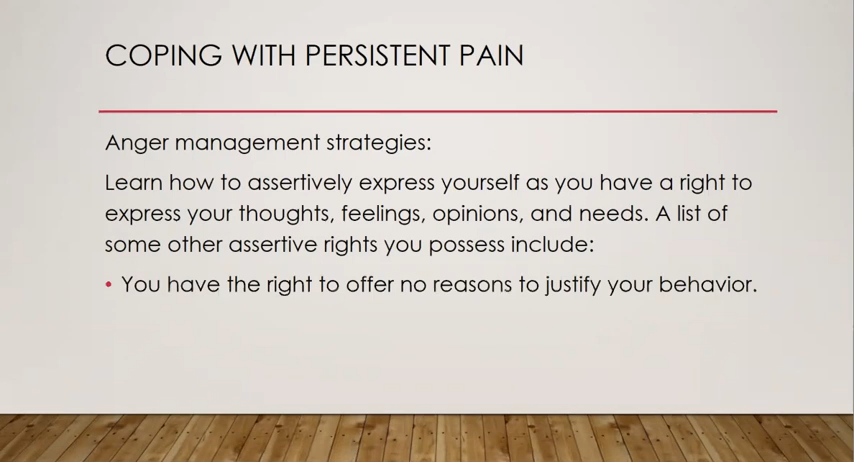 COPING WITH PERSISTENT PAIN
Anger management strategies:
Learn how to assertively express yourself as you have a right to
express your thoughts, feelings, opinions, and needs. A list of
some other assertive rights you possess include:
• You have the right to offer no reasons to justify your behavior.